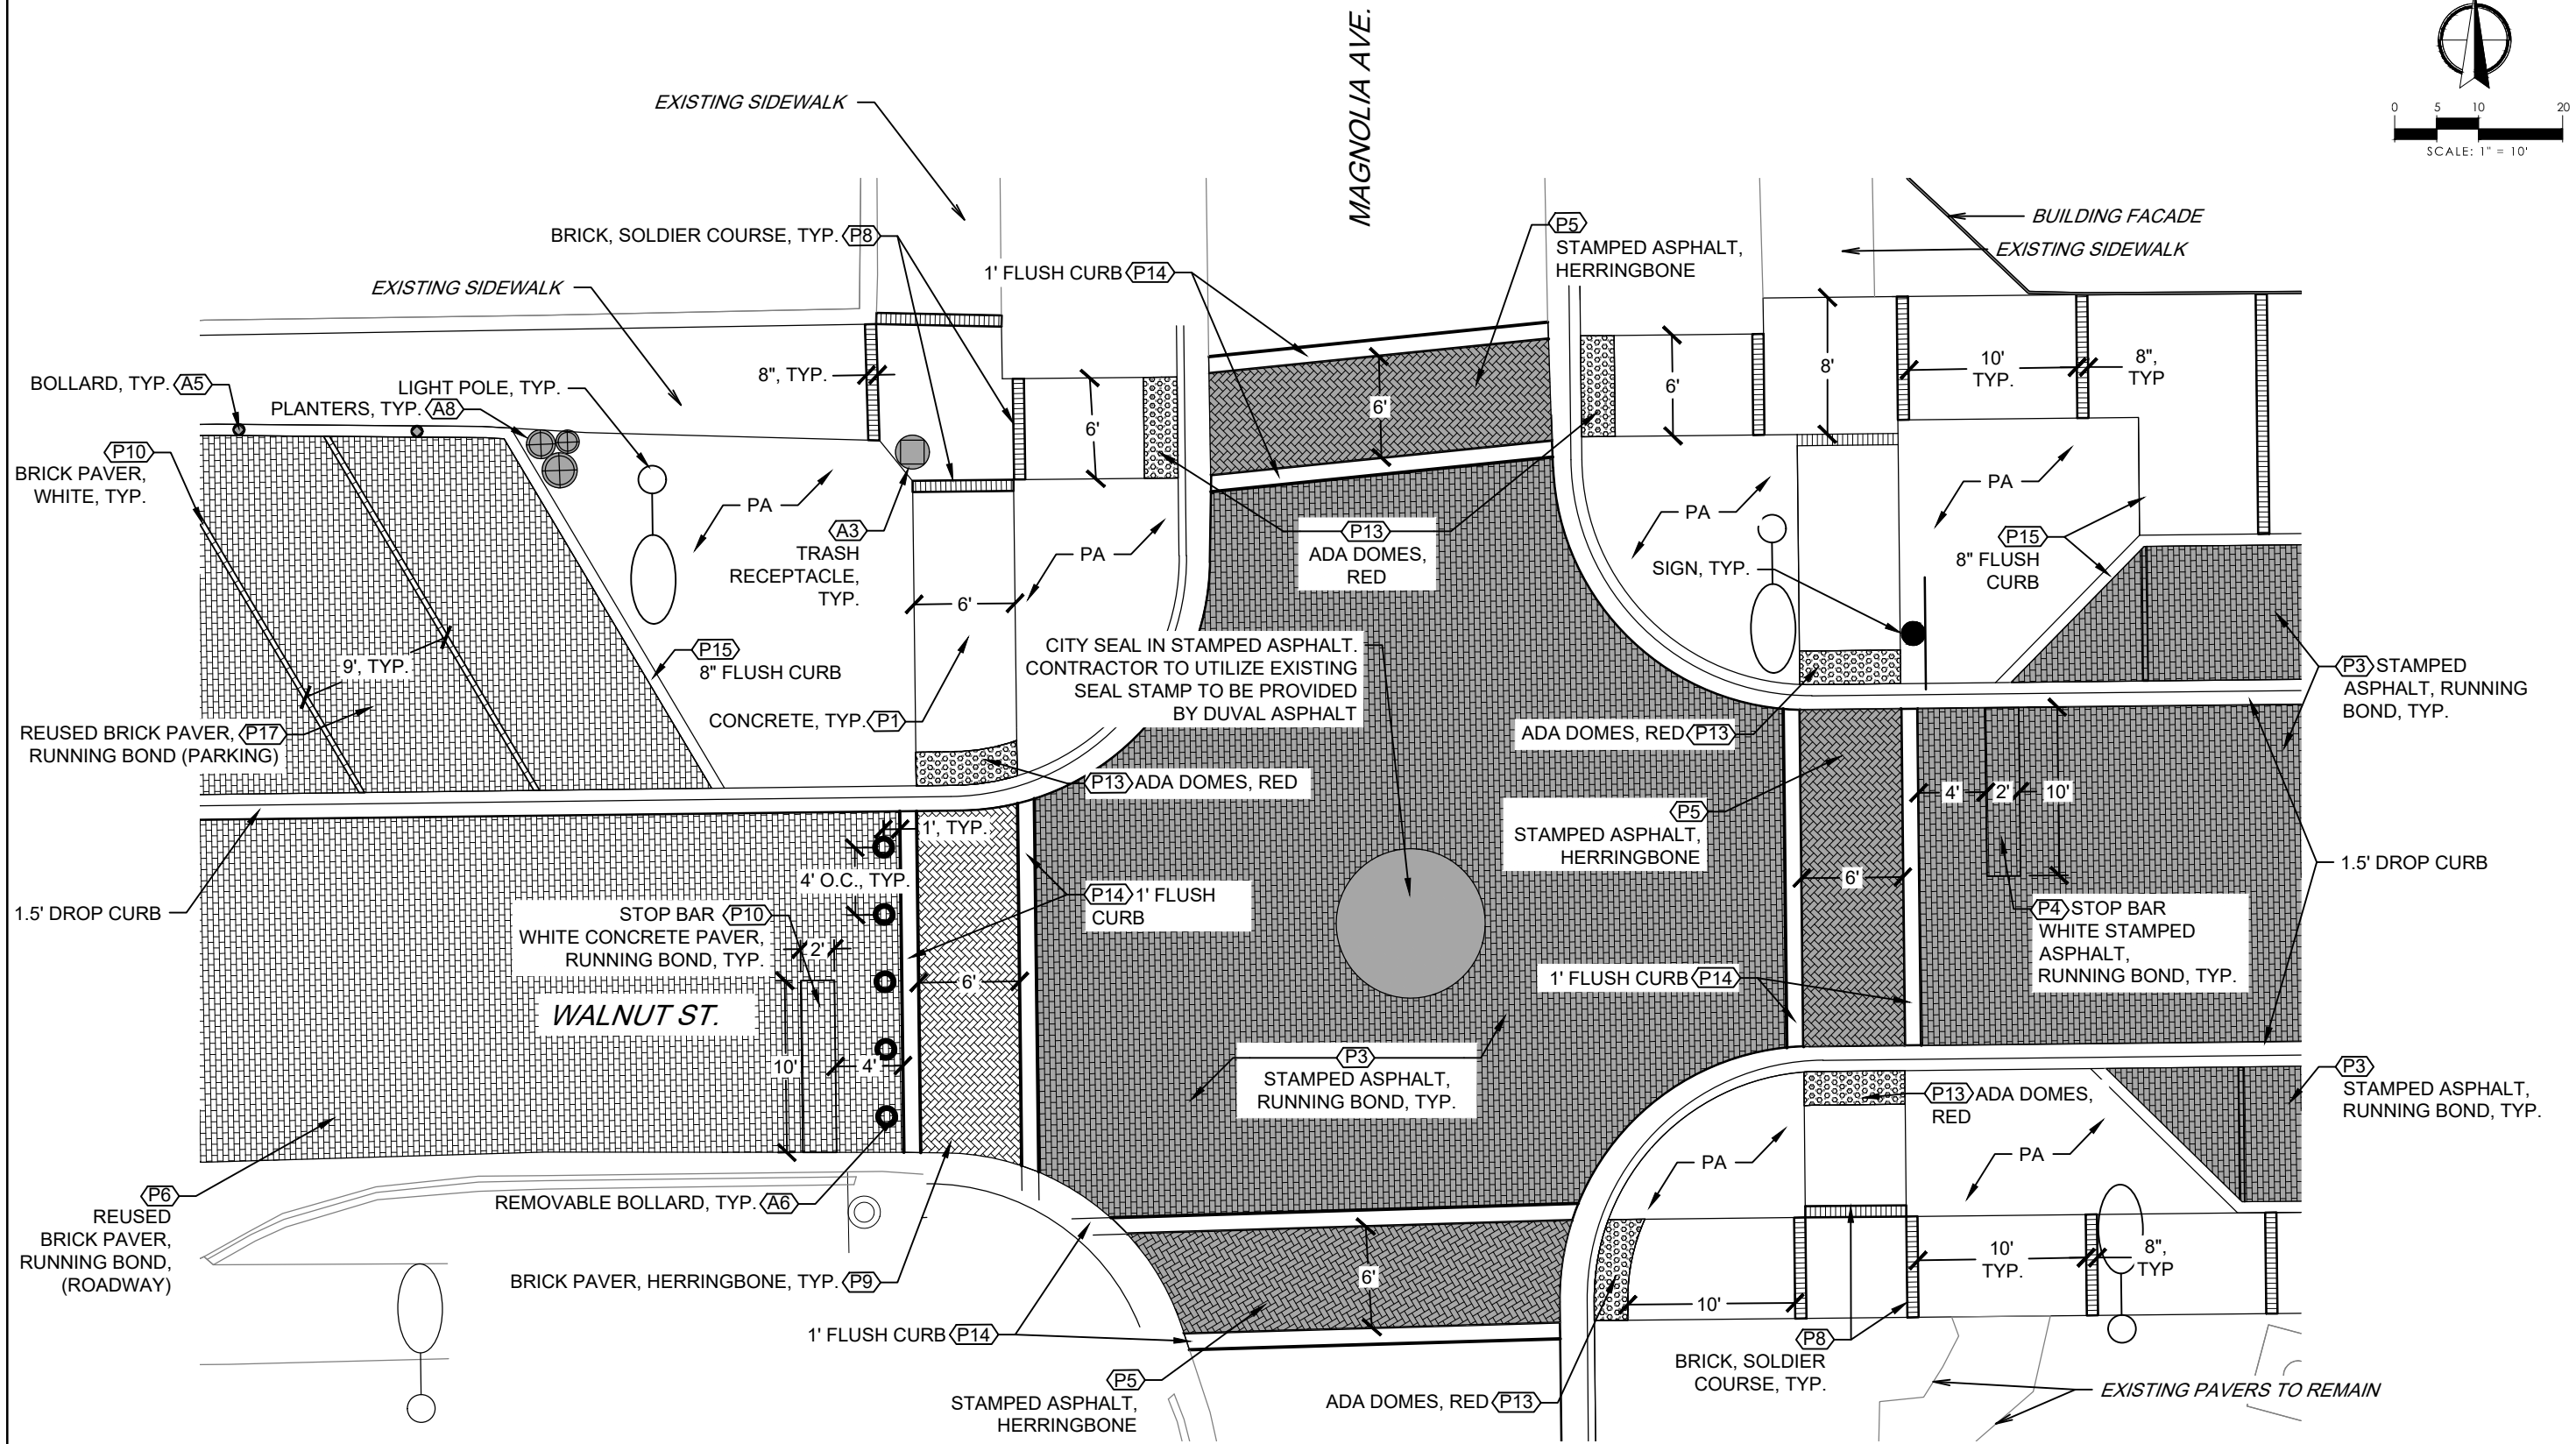 MAGNOLIA AVE.
0 5 10 20
SCALE: 1" = 10'
EXISTING SIDEWALK
BRICK, SOLDIER COURSE, TYP. P8
1' FLUSH CURB P14
P5
STAMPED ASPHALT,
HERRINGBONE
BUILDING FACADE
EXISTING SIDEWALK
EXISTING SIDEWALK
BOLLARD, TYP. A5
LIGHT POLE, TYP.
PLANTERS, TYP. A8
8", TYP.
6'
6'
6'
8'
10'
TYP.
8",
TYP
P10
BRICK PAVER,
WHITE, TYP.
PA
A3
TRASH
RECEPTACLE,
TYP.
PA
P13
ADA DOMES,
RED
PA
PA
SIGN, TYP.
P15
8" FLUSH
CURB
6'
9', TYP.
P15
8" FLUSH CURB
CITY SEAL IN STAMPED ASPHALT.
CONTRACTOR TO UTILIZE EXISTING
SEAL STAMP TO BE PROVIDED
BY DUVAL ASPHALT
P3 STAMPED
ASPHALT, RUNNING
BOND, TYP.
CONCRETE, TYP. P1
REUSED BRICK PAVER, P17
RUNNING BOND (PARKING)
ADA DOMES, RED P13
P13 ADA DOMES, RED
4' 2' 10'
P5
STAMPED ASPHALT,
HERRINGBONE
1', TYP.
4' O.C., TYP.
6'
1.5' DROP CURB
1.5' DROP CURB
P14 1' FLUSH
CURB
STOP BAR P10
WHITE CONCRETE PAVER,
RUNNING BOND, TYP.
2'
P4 STOP BAR
WHITE STAMPED
ASPHALT,
RUNNING BOND, TYP.
6'
1' FLUSH CURB P14
WALNUT ST.
10'
4'
P3
STAMPED ASPHALT,
RUNNING BOND, TYP.
P3
STAMPED ASPHALT,
RUNNING BOND, TYP.
P13 ADA DOMES,
RED
PA
PA
P6
REUSED
BRICK PAVER,
RUNNING BOND,
(ROADWAY)
REMOVABLE BOLLARD, TYP. A6
BRICK PAVER, HERRINGBONE, TYP. P9
6'
10'
TYP.
8",
TYP
10'
1' FLUSH CURB P14
P8
BRICK, SOLDIER
COURSE, TYP.
P5
STAMPED ASPHALT,
HERRINGBONE
ADA DOMES, RED P13
EXISTING PAVERS TO REMAIN